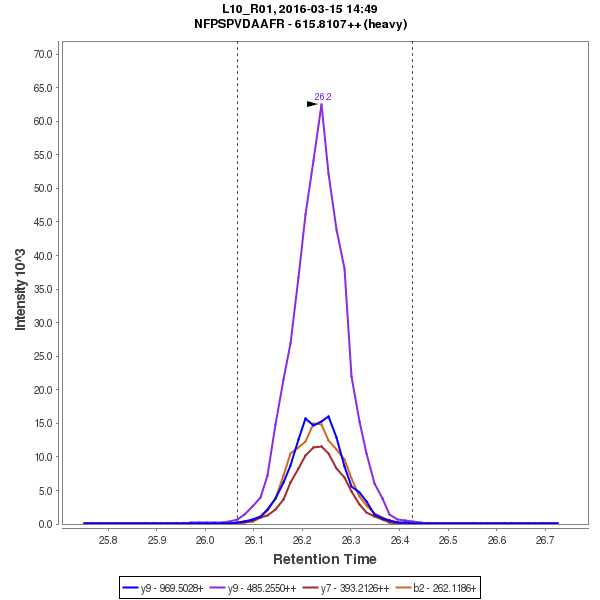 L10_R01, 2016-03-15 14:49
NFPSPVDAAFR - 615.8107++ (heavy)
70.0
65.0
60.0
55.0
50.0
45.0
40.0
35.0
30.0
25.0
20.0
15.0
10.0
5.0
0.0
Intensity 10^3
26.2
25.8 25.9 26.0 26.1 26.2 26.3 26.4 26.5 26.6 26.7
Retention Time
y9 - 969.5028+ y9 - 485.2550++ y7 - 393.2126++ b2 - 262.1186+